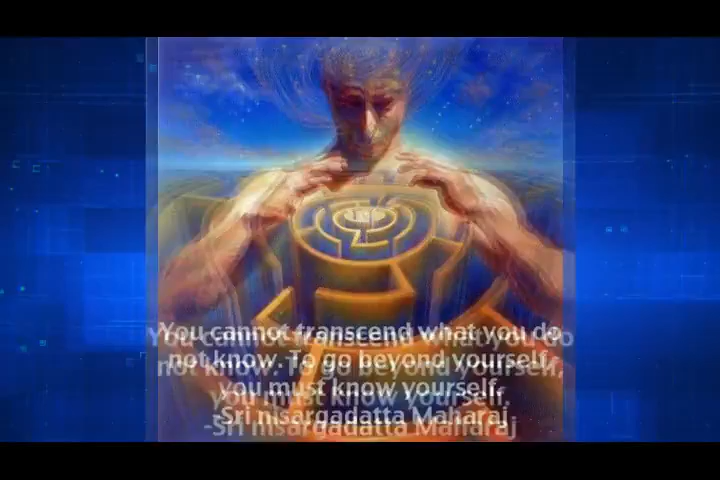 You cannot transcend what you do
not know. To go beyond yourself,
you must know yourself,
-Sri nisargadatta Maharaj